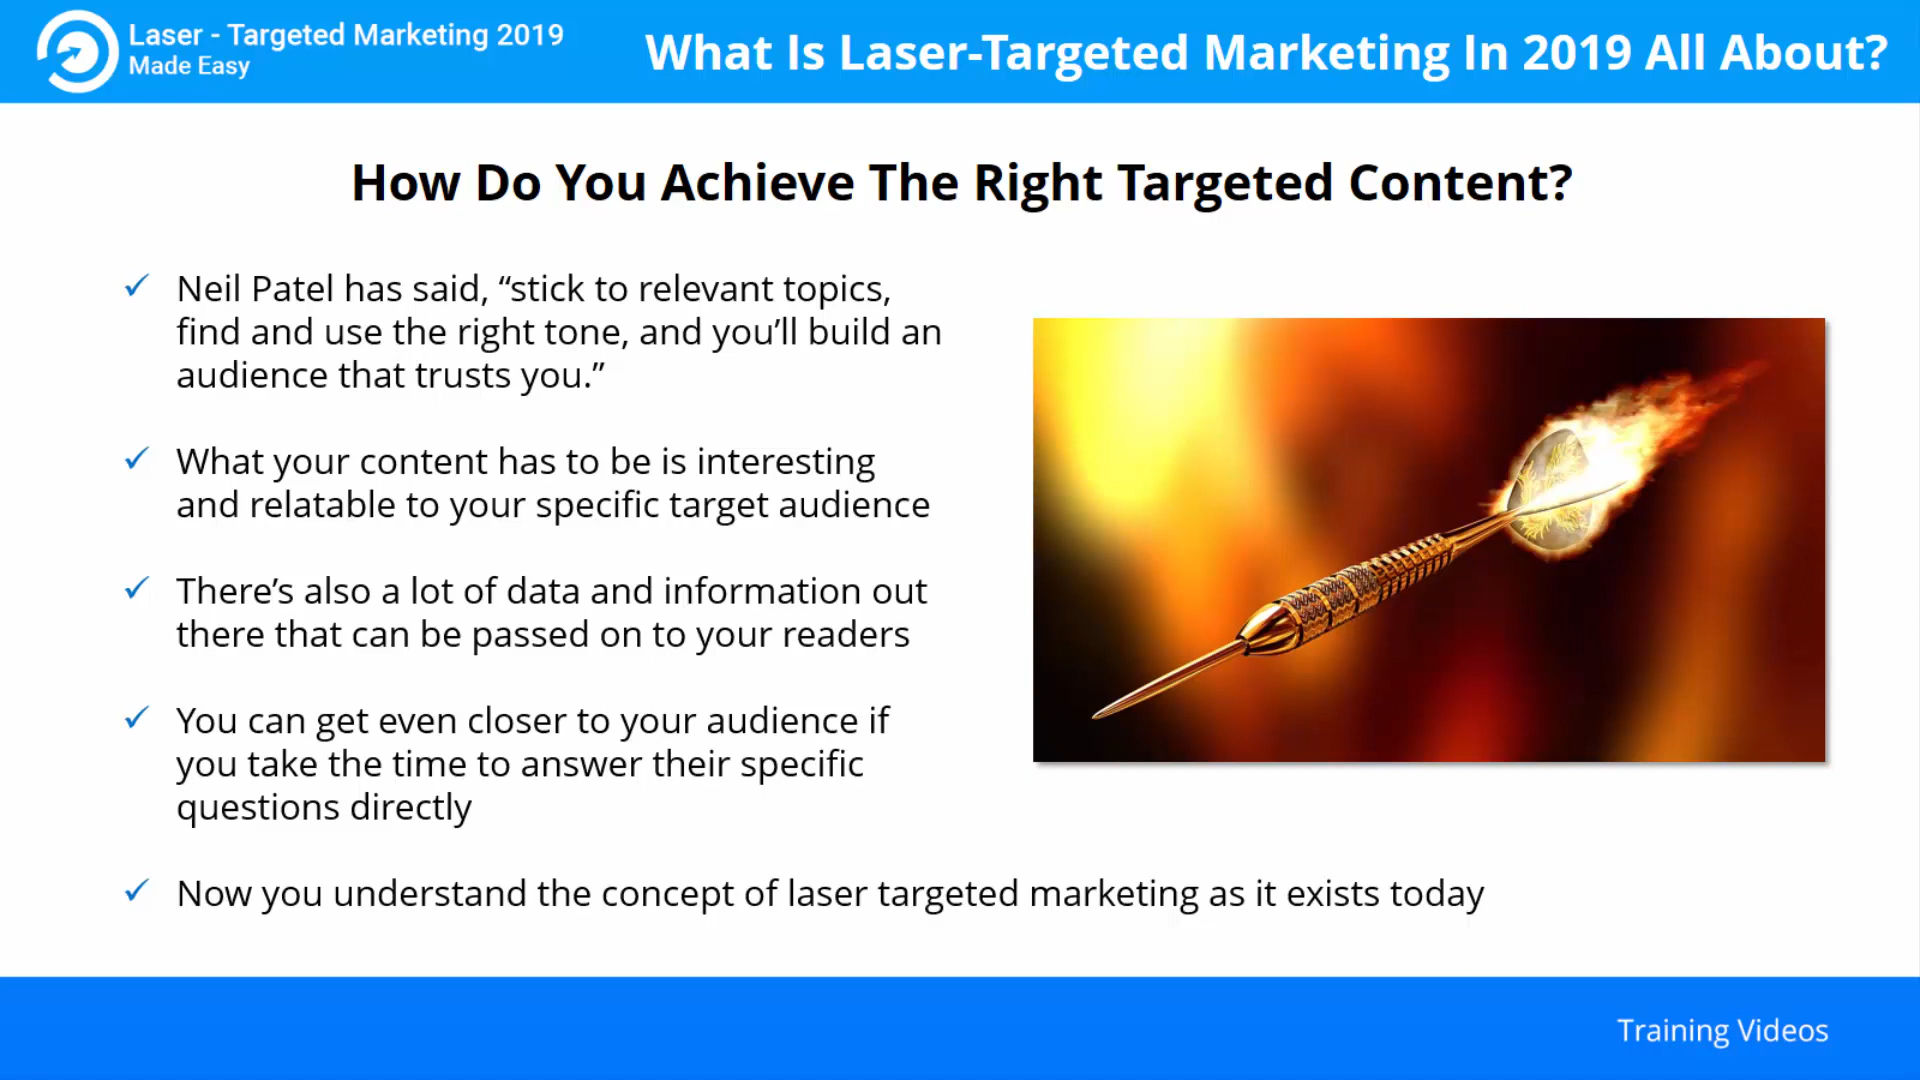 Laser - Targeted Marketing 2019
Made Easy
What Is Laser-Targeted Marketing In 2019 All About?
How Do You Achieve The Right Targeted Content?
Neil Patel has said, “stick to relevant topics,
find and use the right tone, and you’ll build an
audience that trusts you.”
What your content has to be is interesting
and relatable to your specific target audience
There’s also a lot of data and information out
there that can be passed on to your readers
You can get even closer to your audience if
you take the time to answer their specific
questions directly
Now you understand the concept of laser targeted marketing as it exists today
Training Videos